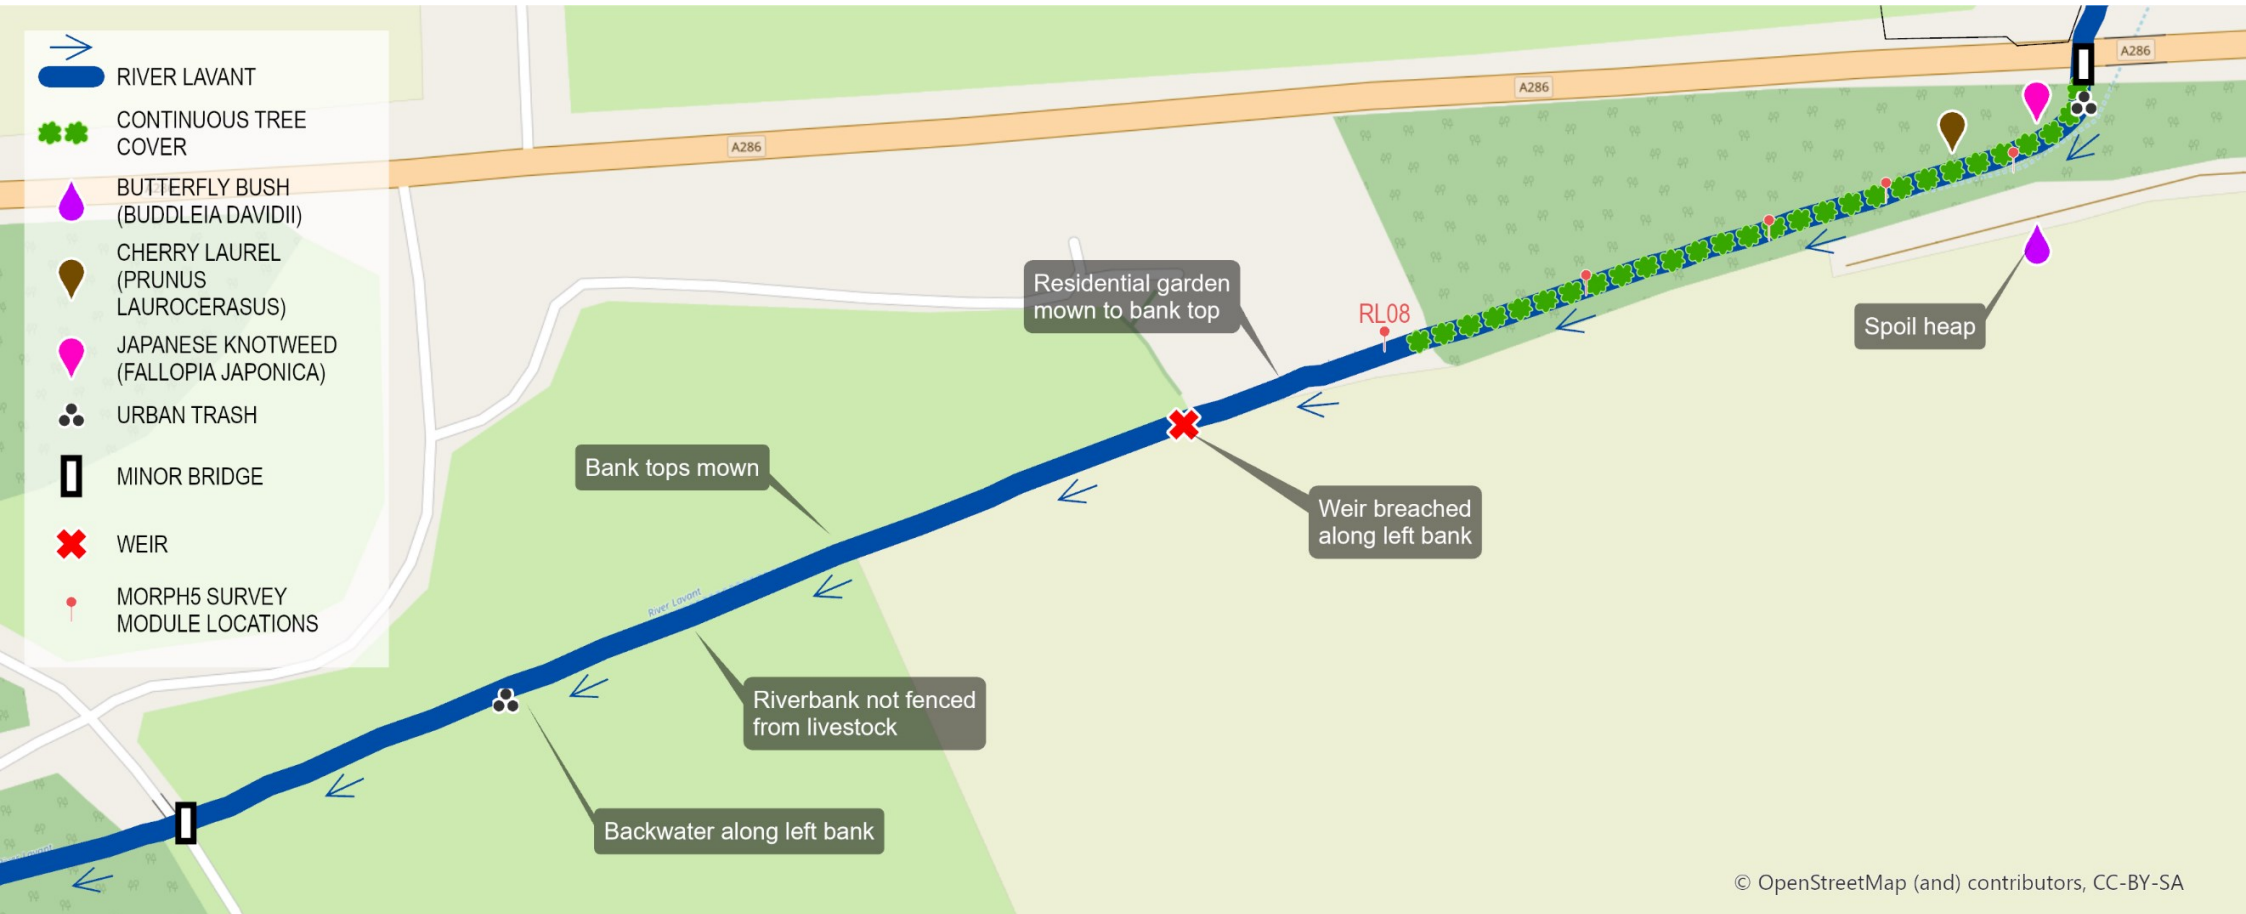 RIVER LAVANT
CONTINUOUS TREE
COVER
BUTTERFLY BUSH
(BUDDLEIA DAVIDII)
CHERRY LAUREL
(PRUNUS
LAUROCERASUS)
JAPANESE KNOTWEED
(FALLOPIA JAPONICA)
URBAN TRASH
MINOR BRIDGE
WEIR
MORPH5 SURVEY
MODULE LOCATIONS
A286
A286
A286
Residential garden
mown to bank top
RL08
Spoil heap
Bank tops mown
Weir breached
along left bank
River Lavant
Riverbank not fenced
from livestock
Backwater along left bank
© OpenStreetMap (and) contributors, CC-BY-SA